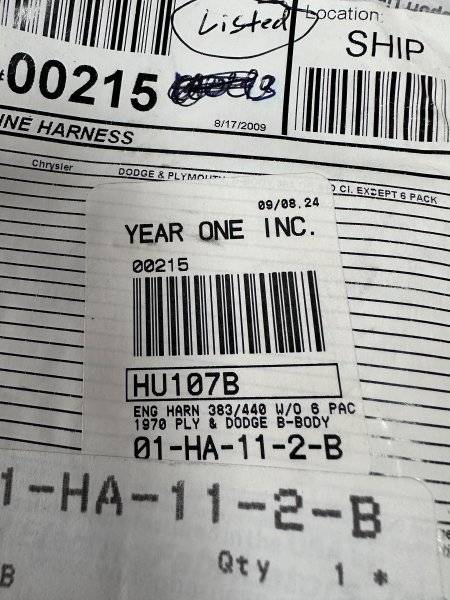 Listed
Location:
SHIP
00215
8/17/2009
INE HARNESS
Chrysler
DODGE & PLYMOUTH
CI. EXCEPT 6 PACK
09/08.24
YEAR ONE INC.
00215
HU107B
ENG HARN 383/440 W/O 6 PAC
1970 PLY & DODGE B-BODY
01-HA-11-2-B
1-HA-11-2-B
Qty 1 *
B